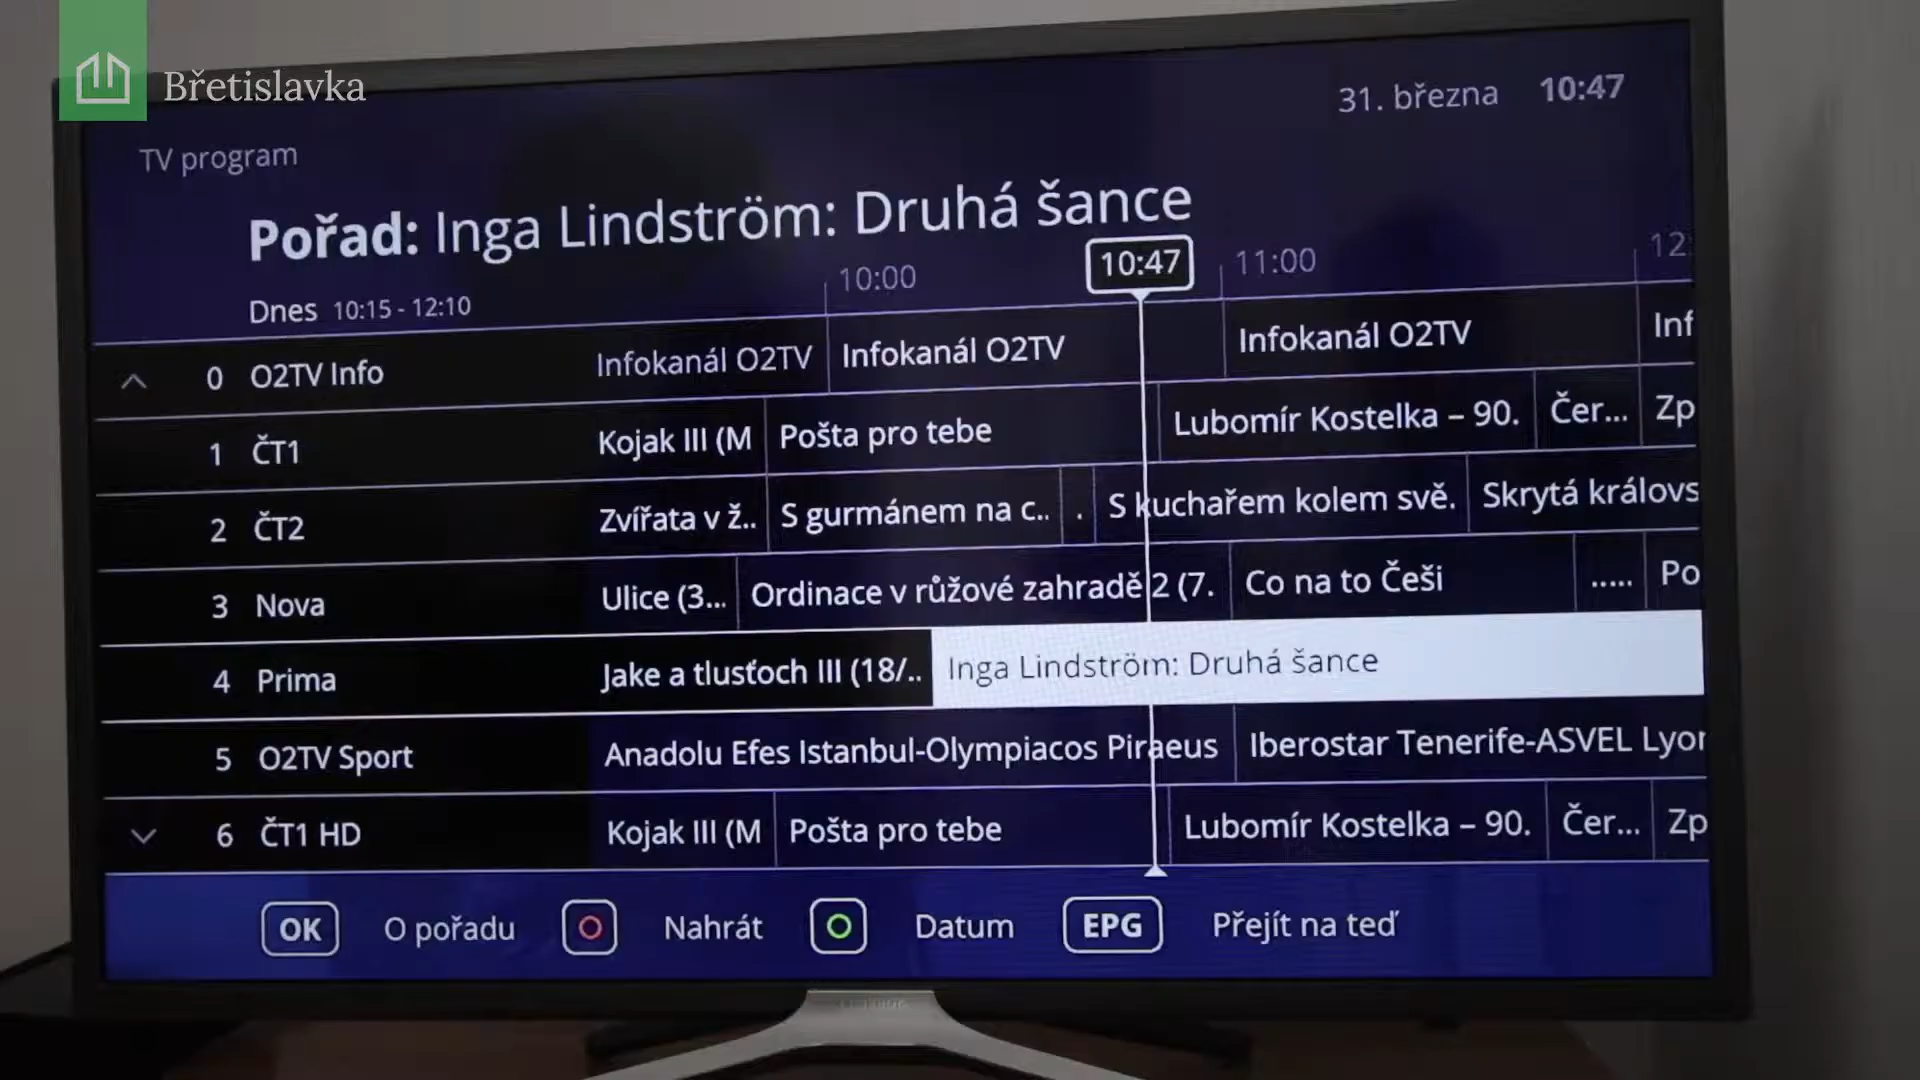 Břetislavka
31. března 10:47
TV program
Pořad: Inga Lindström: Druhá šance
10:00 10:47 11:00 12
Dnes 10:15 - 12:10
0 O2TV Info Infokanál O2TV Infokanál O2TV Infokanál O2TV Inf
1 ČT1 Kojak III (M Pošta pro tebe Lubomír Kostelka – 90. Čer... Zp
2 ČT2 Zvířata v ž.. S gurmánem na c.. . S kuchařem kolem svě. Skrytá královs
3 Nova Ulice (3... Ordinace v růžové zahradě 2 (7. Co na to Češi ..... Po
4 Prima Jake a tlusťoch III (18/.. Inga Lindström: Druhá šance
5 O2TV Sport Anadolu Efes Istanbul-Olympiacos Piraeus Iberostar Tenerife-ASVEL Lyon
6 ČT1 HD Kojak III (M Pošta pro tebe Lubomír Kostelka – 90. Čer... Zp
OK O pořadu Nahrát Datum EPG Přejít na teď